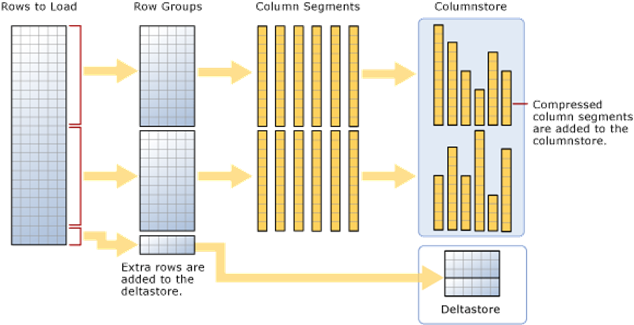 Rows to Load
Row Groups
Column Segments
Columnstore
Compressed
column segments
are added to the
columnstore.
Extra rows are
added to the
deltastore.
Deltastore